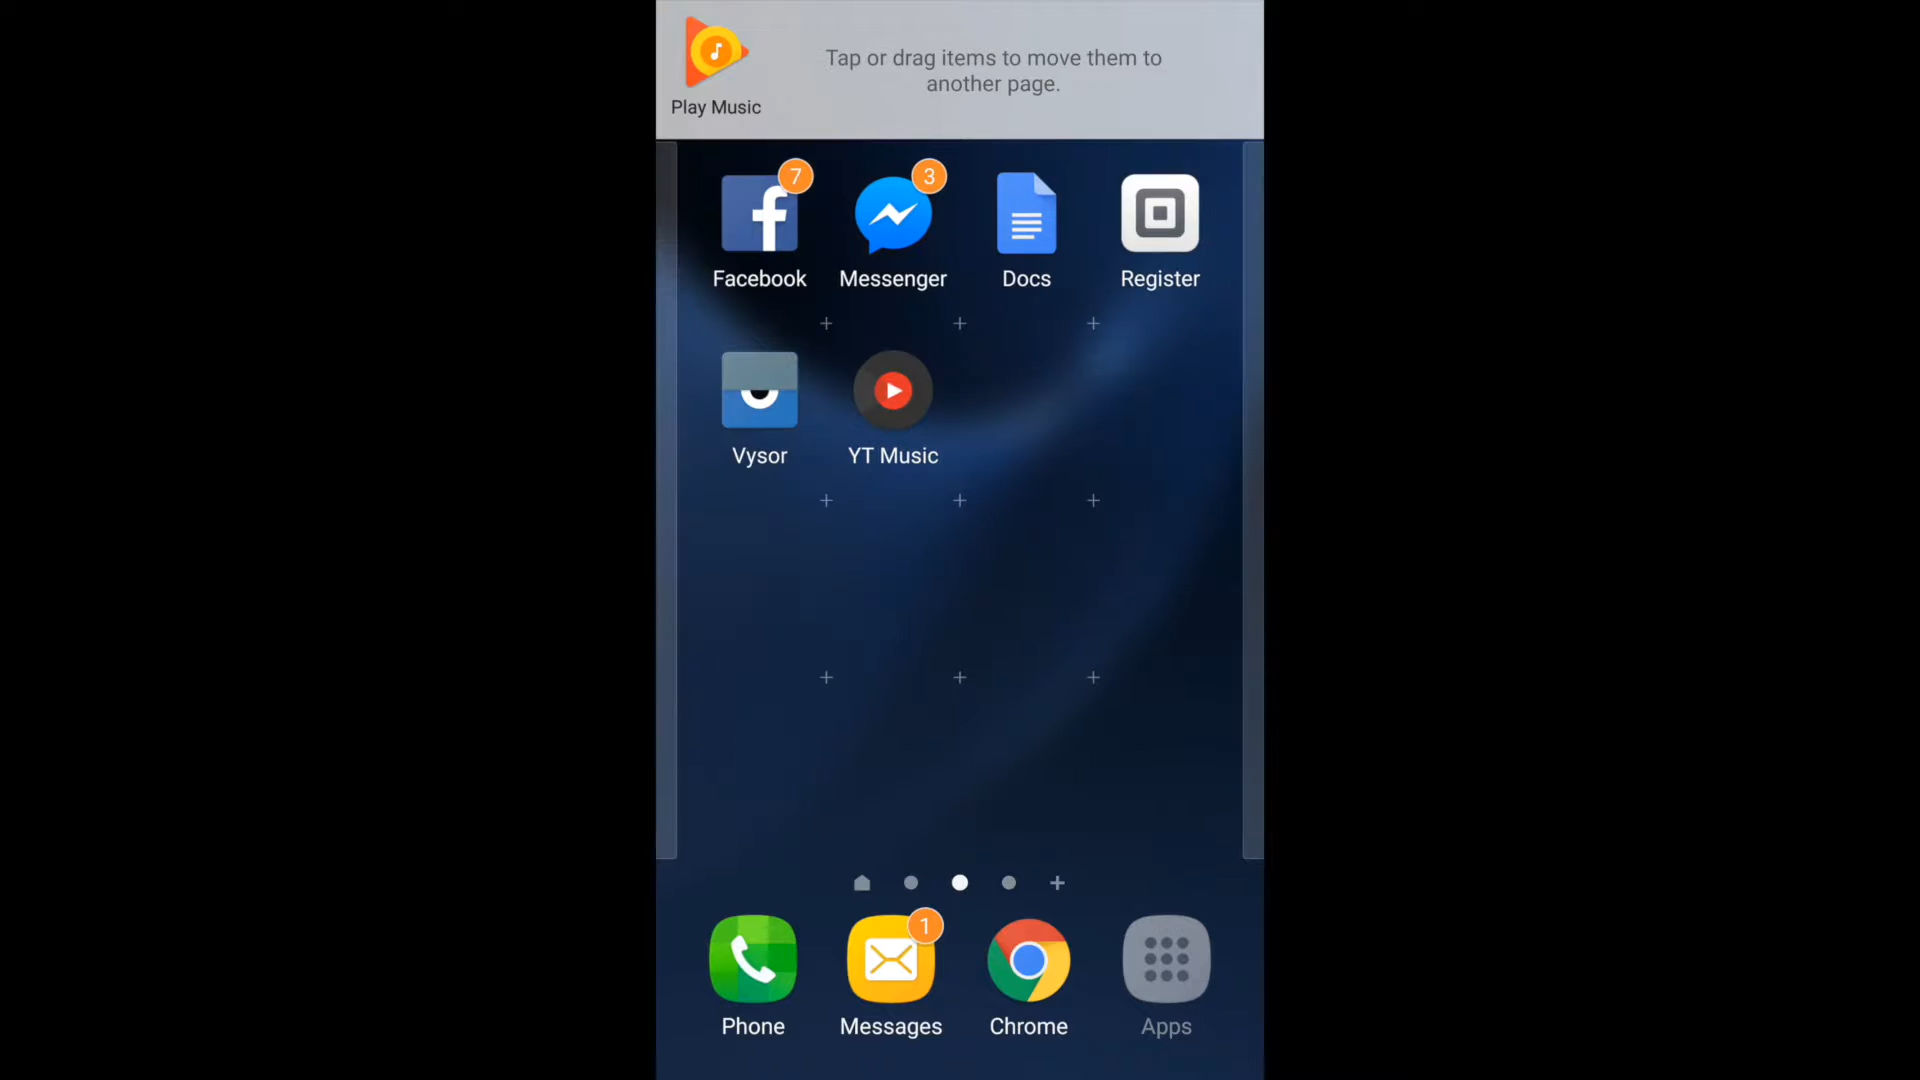 Tap or drag items to move them to
another page.
Play Music
7
3
Facebook
Messenger
Docs
Register
Vysor
YT Music
1
Phone
Messages
Chrome
Apps